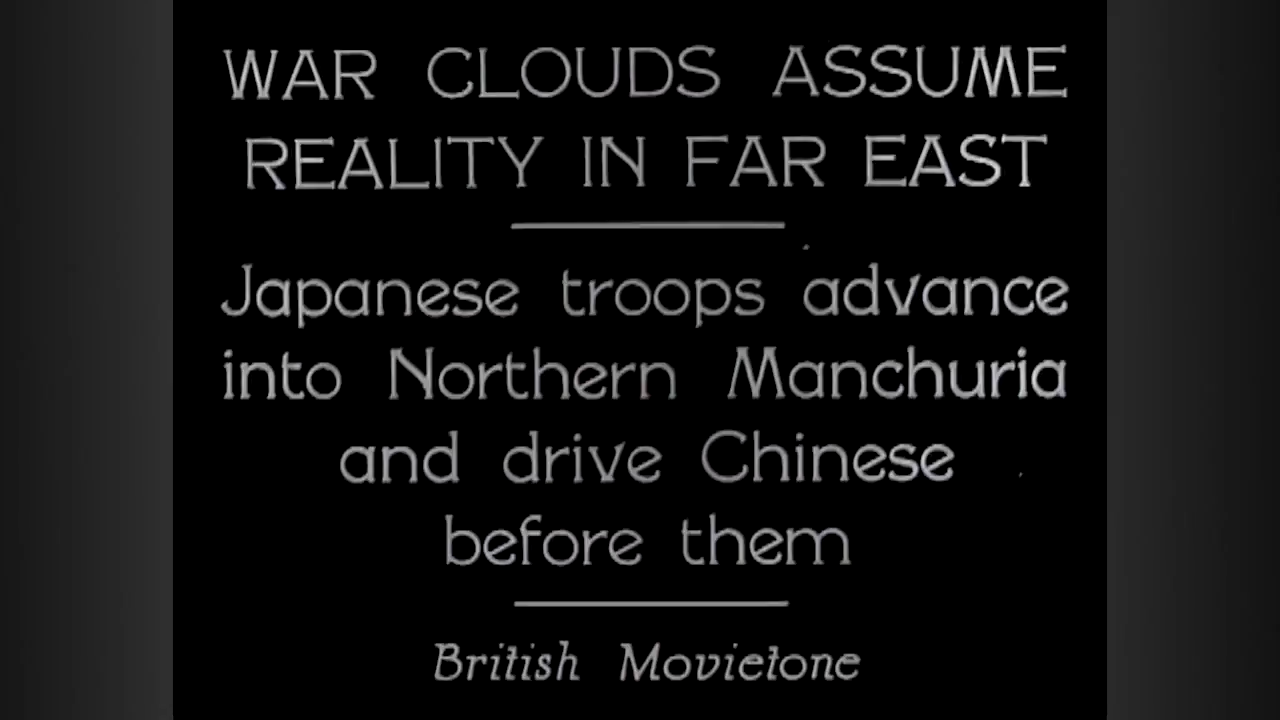 WAR CLOUDS ASSUME
REALITY IN FAR EAST
Japanese troops advance
into Northern Manchuria
and drive Chinese
before them
British Movietone